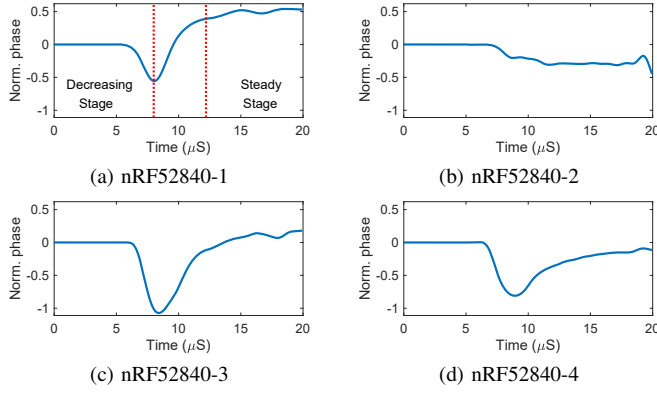 0.5
0
-0.5
-1
Norm. phase
Decreasing
Stage
Steady
Stage
0 5 10 15 20
Time (μS)
(a) nRF52840-1
0.5
0
-0.5
-1
Norm. phase
0 5 10 15 20
Time (μS)
(b) nRF52840-2
0.5
0
-0.5
-1
Norm. phase
0 5 10 15 20
Time (μS)
(c) nRF52840-3
0.5
0
-0.5
-1
Norm. phase
0 5 10 15 20
Time (μS)
(d) nRF52840-4